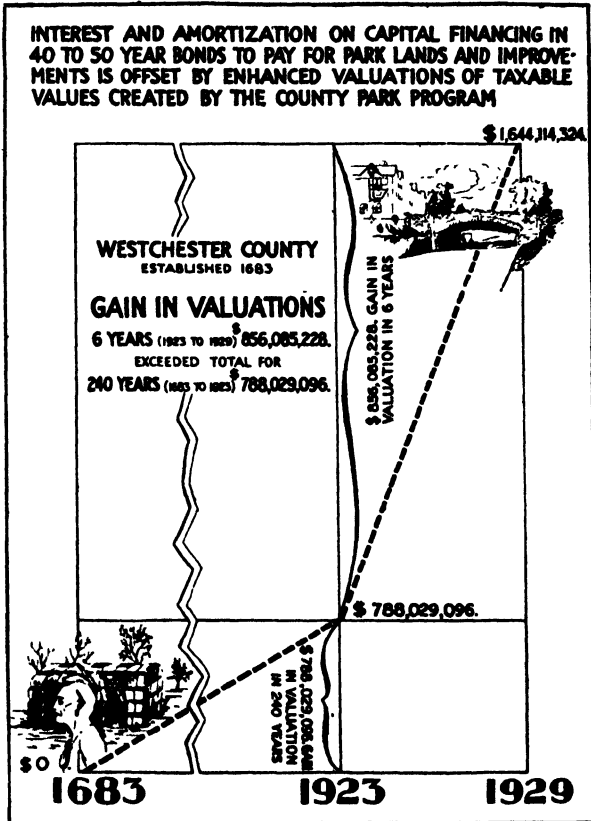 INTEREST AND AMORTIZATION ON CAPITAL FINANCING IN
40 TO 50 YEAR BONDS TO PAY FOR PARK LANDS AND IMPROVE-
MENTS IS OFFSET BY ENHANCED VALUATIONS OF TAXABLE
VALUES CREATED BY THE COUNTY PARK PROGRAM
$1,644,114,324.
WESTCHESTER COUNTY
ESTABLISHED 1683
GAIN IN VALUATIONS
6 YEARS (1923 TO 1929) $856,085,228.
EXCEEDED TOTAL FOR
240 YEARS (1683 TO 1923) $788,029,096.
$856,085,228. GAIN IN
VALUATION IN 6 YEARS
$788,029,096.
$788,029,096. GAIN
IN VALUATION
IN 240 YEARS
$0
1683
1923
1929